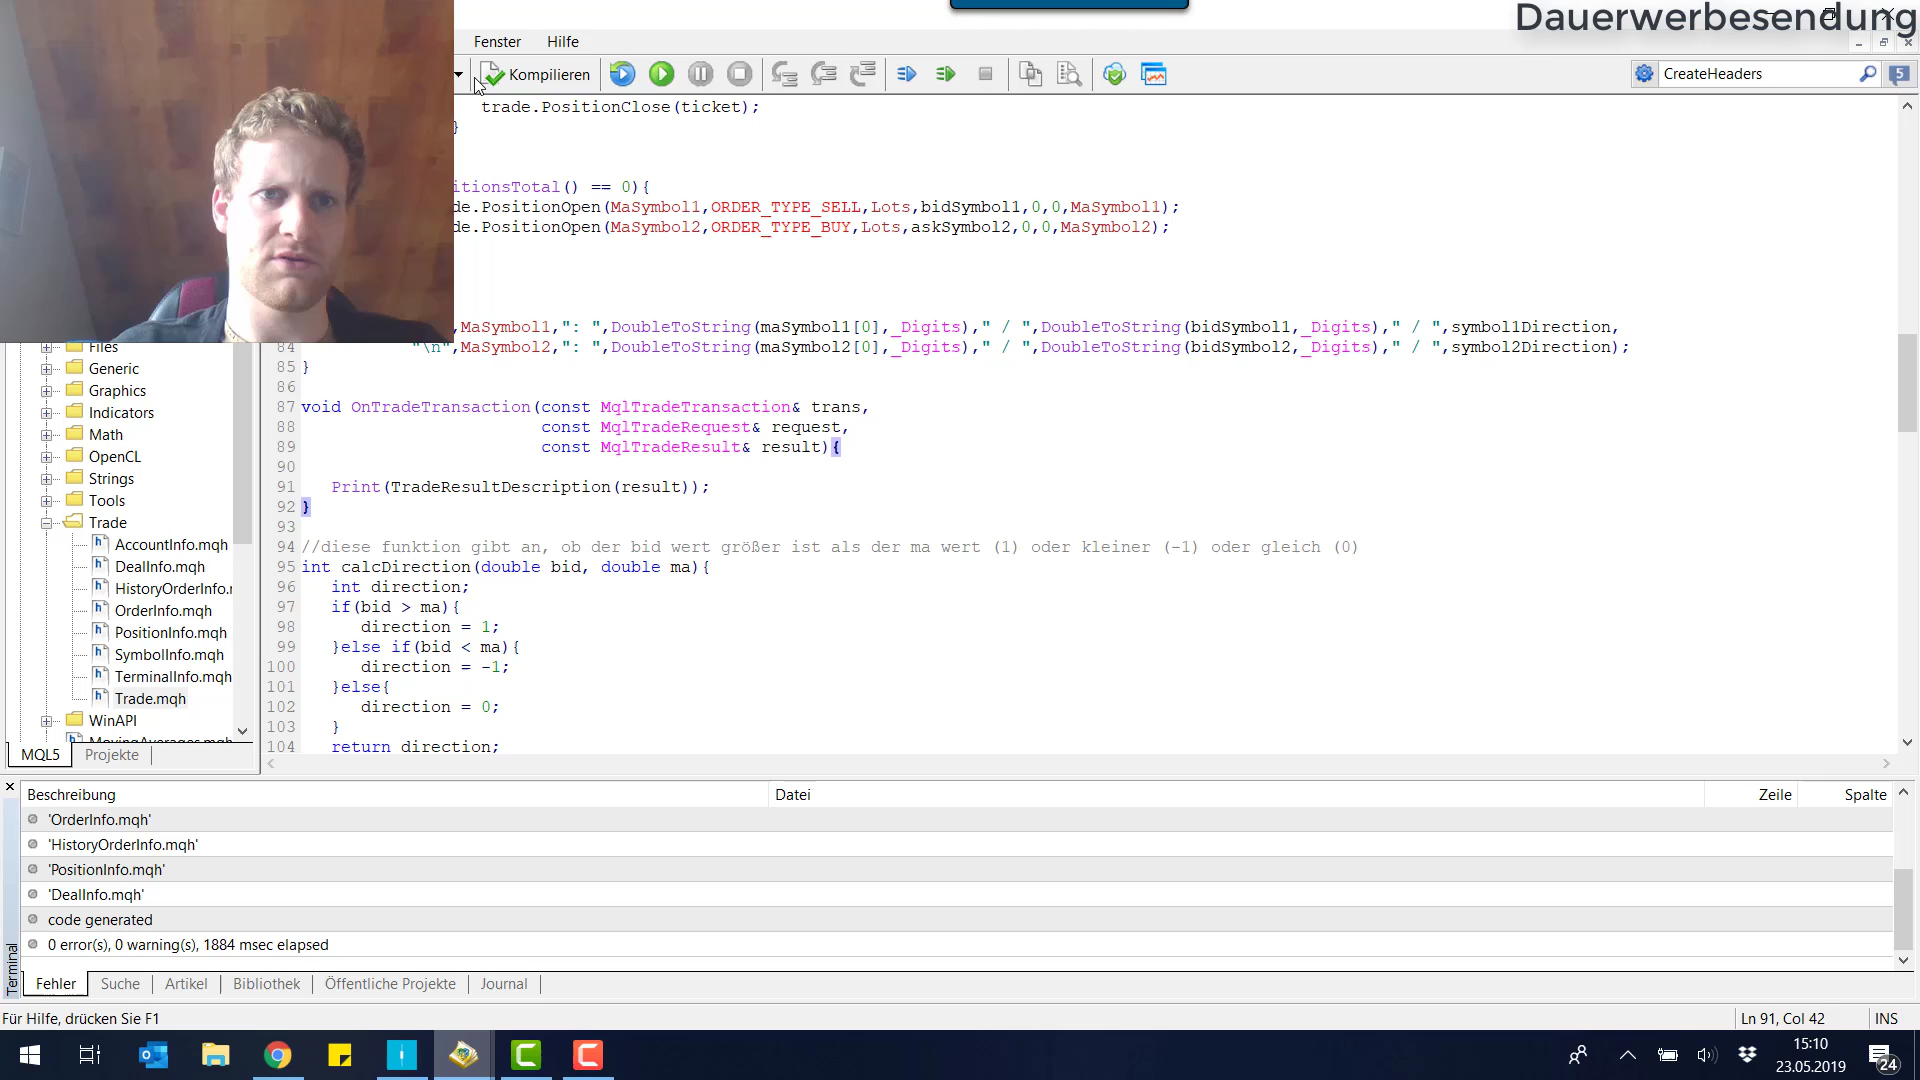 Dauerwerbesendung
Fenster Hilfe
Kompilieren
CreateHeaders
5
trade.PositionClose(ticket);
}
itionsTotal() == 0){
de.PositionOpen(MaSymbol1,ORDER_TYPE_SELL,Lots,bidSymbol1,0,0,MaSymbol1);
de.PositionOpen(MaSymbol2,ORDER_TYPE_BUY,Lots,askSymbol2,0,0,MaSymbol2);
,MaSymbol1,": ",DoubleToString(maSymbol1[0],_Digits)," / ",DoubleToString(bidSymbol1,_Digits)," / ",symbol1Direction,
84 "\n",MaSymbol2,": ",DoubleToString(maSymbol2[0],_Digits)," / ",DoubleToString(bidSymbol2,_Digits)," / ",symbol2Direction);
85 }
86
87 void OnTradeTransaction(const MqlTradeTransaction& trans,
88 const MqlTradeRequest& request,
89 const MqlTradeResult& result){
90
91 Print(TradeResultDescription(result));
92 }
93
94 //diese funktion gibt an, ob der bid wert größer ist als der ma wert (1) oder kleiner (-1) oder gleich (0)
95 int calcDirection(double bid, double ma){
96 int direction;
97 if(bid > ma){
98 direction = 1;
99 }else if(bid < ma){
100 direction = -1;
101 }else{
102 direction = 0;
103 }
104 return direction;
Files
Generic
Graphics
Indicators
Math
OpenCL
Strings
Tools
Trade
AccountInfo.mqh
DealInfo.mqh
HistoryOrderInfo.
OrderInfo.mqh
PositionInfo.mqh
SymbolInfo.mqh
TerminalInfo.mqh
Trade.mqh
WinAPI
MovingAverages.mqh
MQL5 Projekte
Beschreibung Datei Zeile Spalte
'OrderInfo.mqh'
'HistoryOrderInfo.mqh'
'PositionInfo.mqh'
'DealInfo.mqh'
code generated
0 error(s), 0 warning(s), 1884 msec elapsed
Terminal
Fehler Suche Artikel Bibliothek Öffentliche Projekte Journal
Für Hilfe, drücken Sie F1
Ln 91, Col 42 INS
15:10
23.05.2019
24